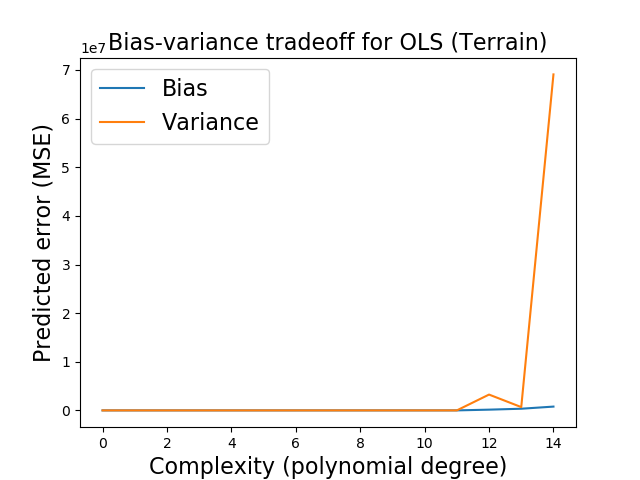 Bias-variance tradeoff for OLS (Terrain)
1e7
Bias
Variance
7
6
5
4
3
2
1
0
Predicted error (MSE)
0 2 4 6 8 10 12 14
Complexity (polynomial degree)